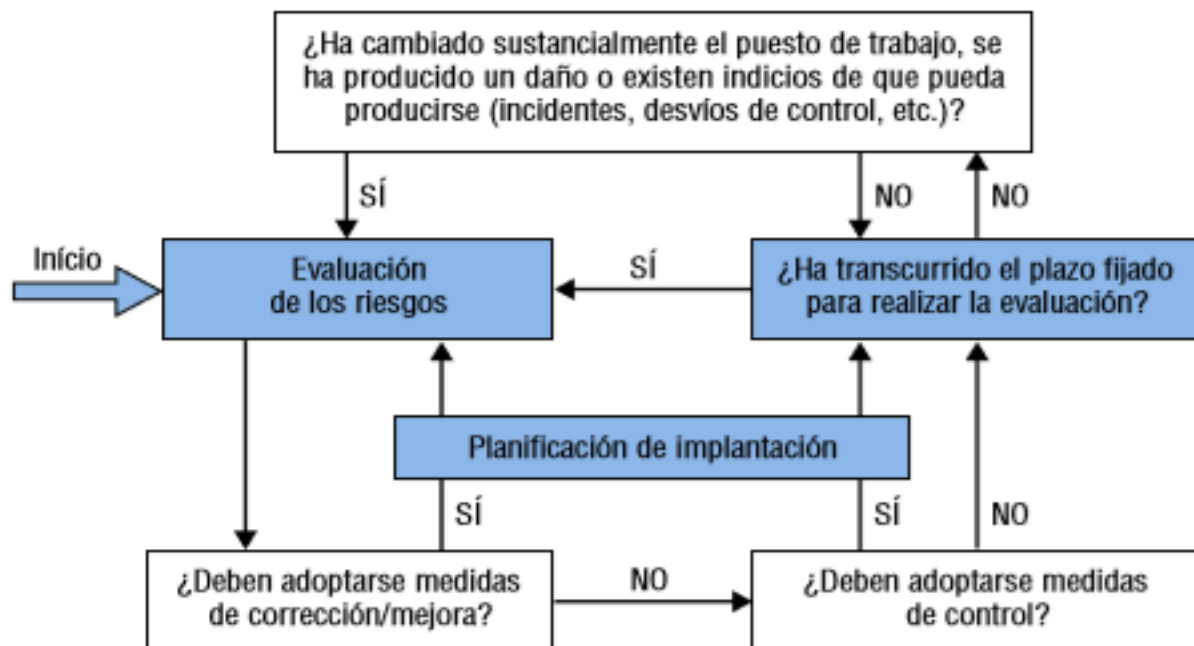 ¿Ha cambiado sustancialmente el puesto de trabajo, se
ha producido un daño o existen indicios de que pueda
producirse (incidentes, desvíos de control, etc.)?
SÍ
NO
NO
Início
Evaluación
de los riesgos
SÍ
¿Ha transcurrido el plazo fijado
para realizar la evaluación?
Planificación de implantación
SÍ
SÍ
NO
¿Deben adoptarse medidas
de corrección/mejora?
NO
¿Deben adoptarse medidas
de control?